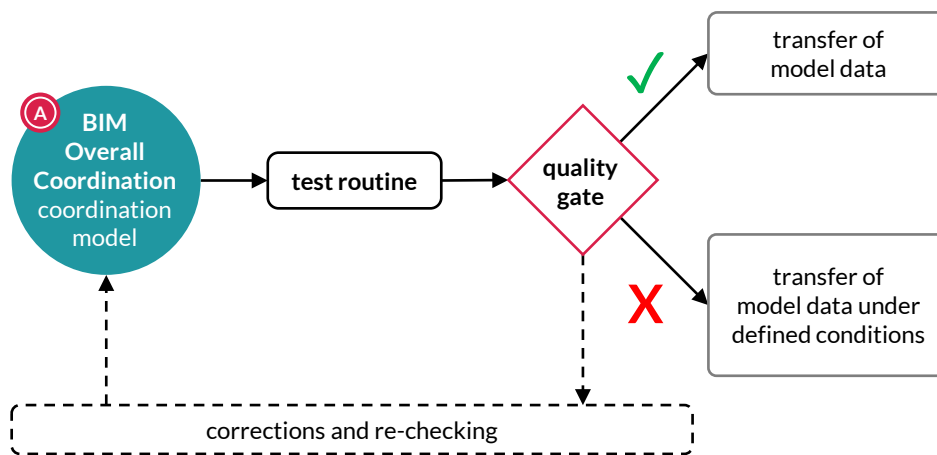 A
BIM
Overall
Coordination
coordination
model
test routine
quality
gate
transfer of
model data
X
transfer of
model data under
defined conditions
corrections and re-checking